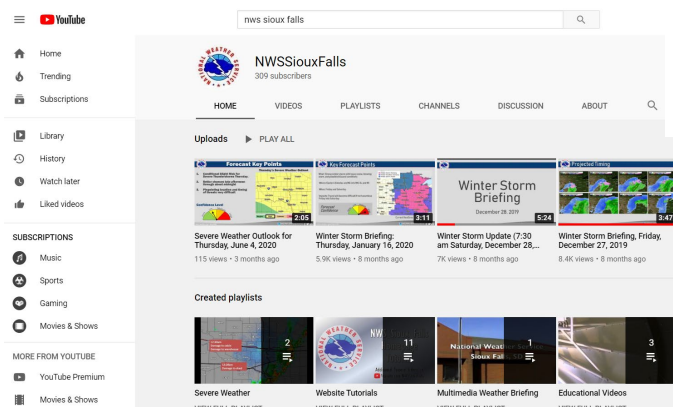 YouTube
nws sioux falls
Home
Trending
Subscriptions
Library
History
Watch later
Liked videos
SUBSCRIPTIONS
Music
Sports
Gaming
Movies & Shows
MORE FROM YOUTUBE
YouTube Premium
Movies & Shows
NATIONAL WEATHER SERVICE
NWSSiouxFalls
309 subscribers
HOME VIDEOS PLAYLISTS CHANNELS DISCUSSION ABOUT
Uploads PLAY ALL
Forecast Key Points
2:05
Severe Weather Outlook for
Thursday, June 4, 2020
115 views • 3 months ago
Key Forecast Points
3:11
Winter Storm Briefing:
Thursday, January 16, 2020
5.9K views • 8 months ago
Winter Storm
Briefing
December 28, 2019
5:24
Winter Storm Update (7:30
am Saturday, December 28,...
7K views • 8 months ago
Projected Timing
3:47
Winter Storm Briefing, Friday,
December 27, 2019
8.4K views • 8 months ago
Created playlists
2
Severe Weather
11
Website Tutorials
National Weather Service
1
Multimedia Weather Briefing
3
Educational Videos